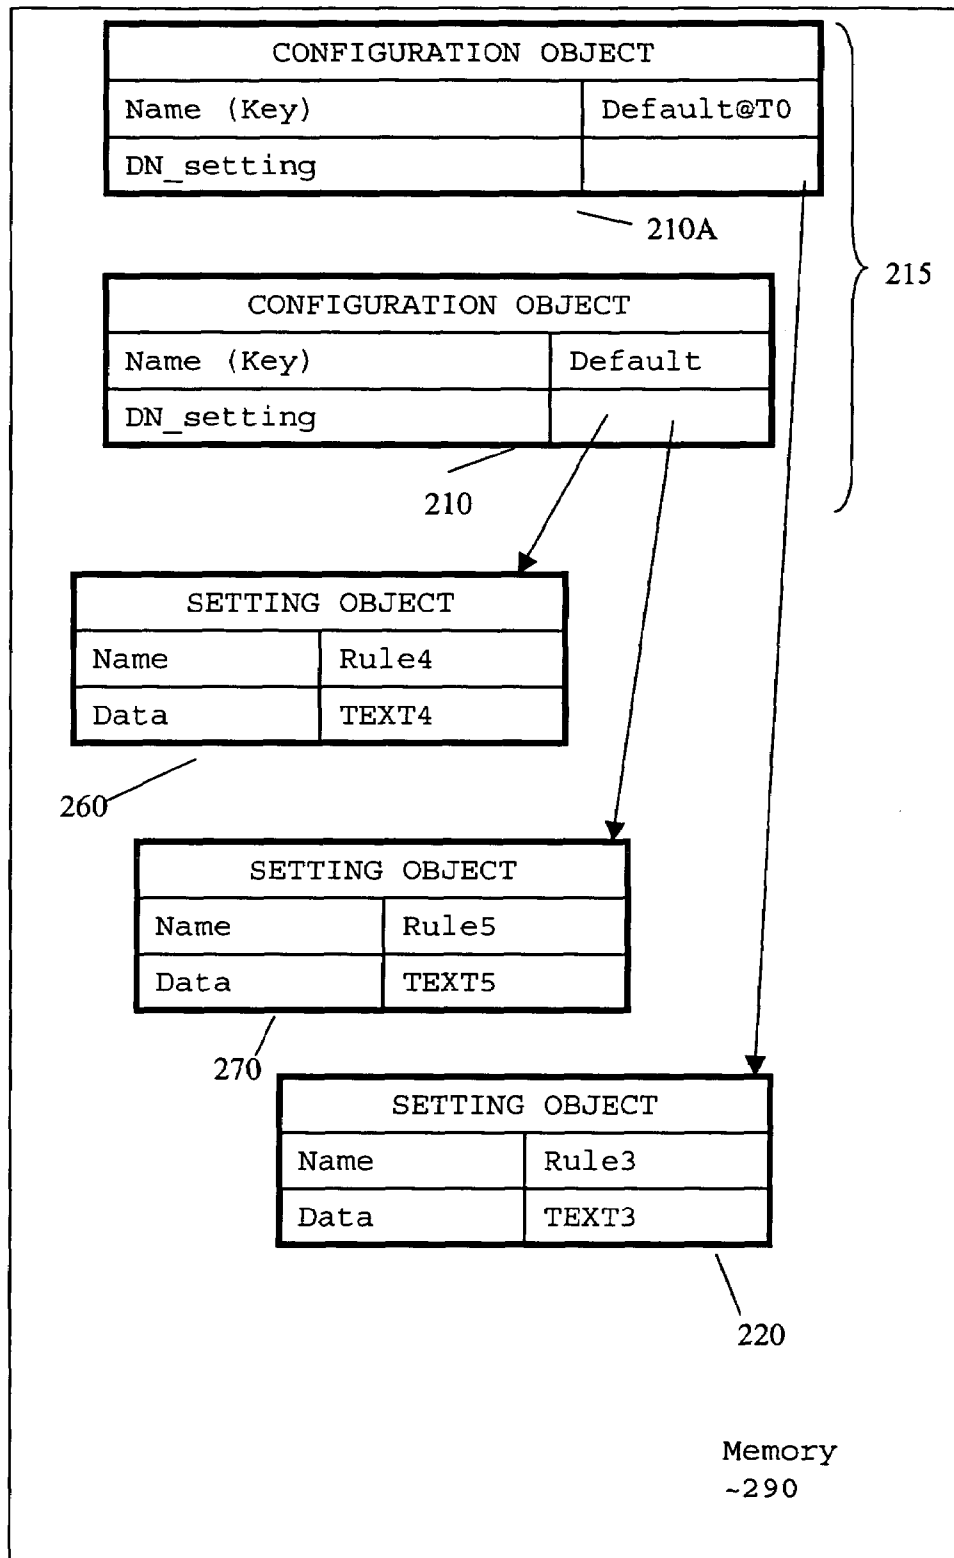 CONFIGURATION OBJECT
Name (Key) Default@T0
DN_setting
210A
215
CONFIGURATION OBJECT
Name (Key) Default
DN_setting
210
SETTING OBJECT
Name Rule4
Data TEXT4
260
SETTING OBJECT
Name Rule5
Data TEXT5
270
SETTING OBJECT
Name Rule3
Data TEXT3
220
Memory
~290